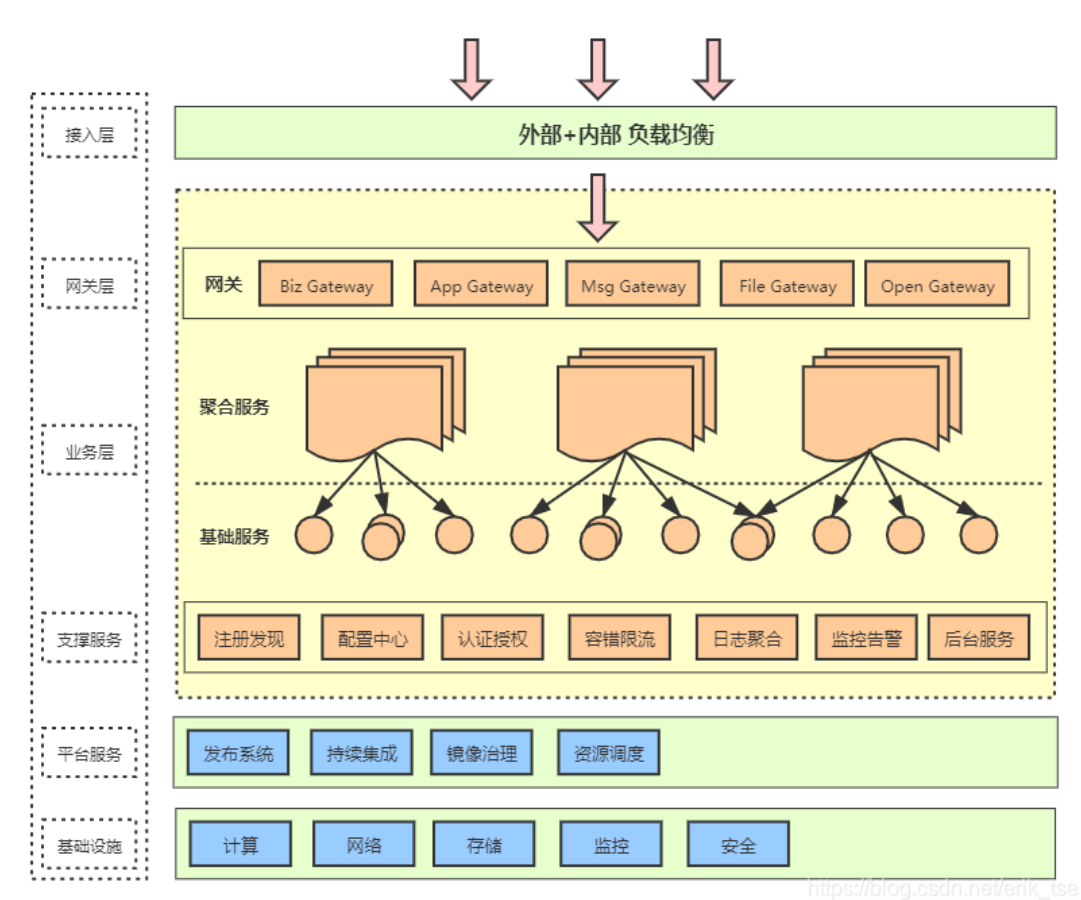 接入层
外部+内部 负载均衡
网关层
网关
Biz Gateway
App Gateway
Msg Gateway
File Gateway
Open Gateway
业务层
聚合服务
基础服务
支撑服务
注册发现
配置中心
认证授权
容错限流
日志聚合
监控告警
后台服务
平台服务
发布系统
持续集成
镜像治理
资源调度
基础设施
计算
网络
存储
监控
安全
https://blog.csdn.net/erik_tse